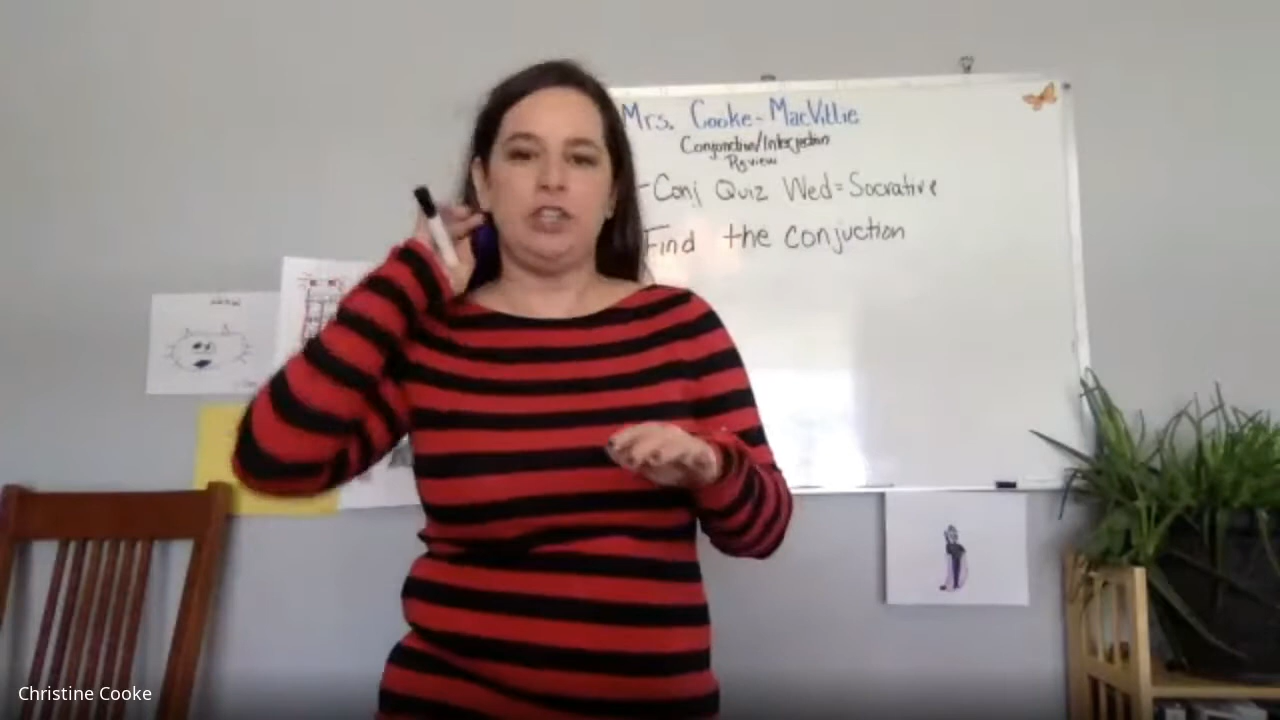 Mrs. Cooke-MacVittie
Conjunction/Interjection
Review
-Conj Quiz Wed=Socrative
Find the conjuction
Christine Cooke